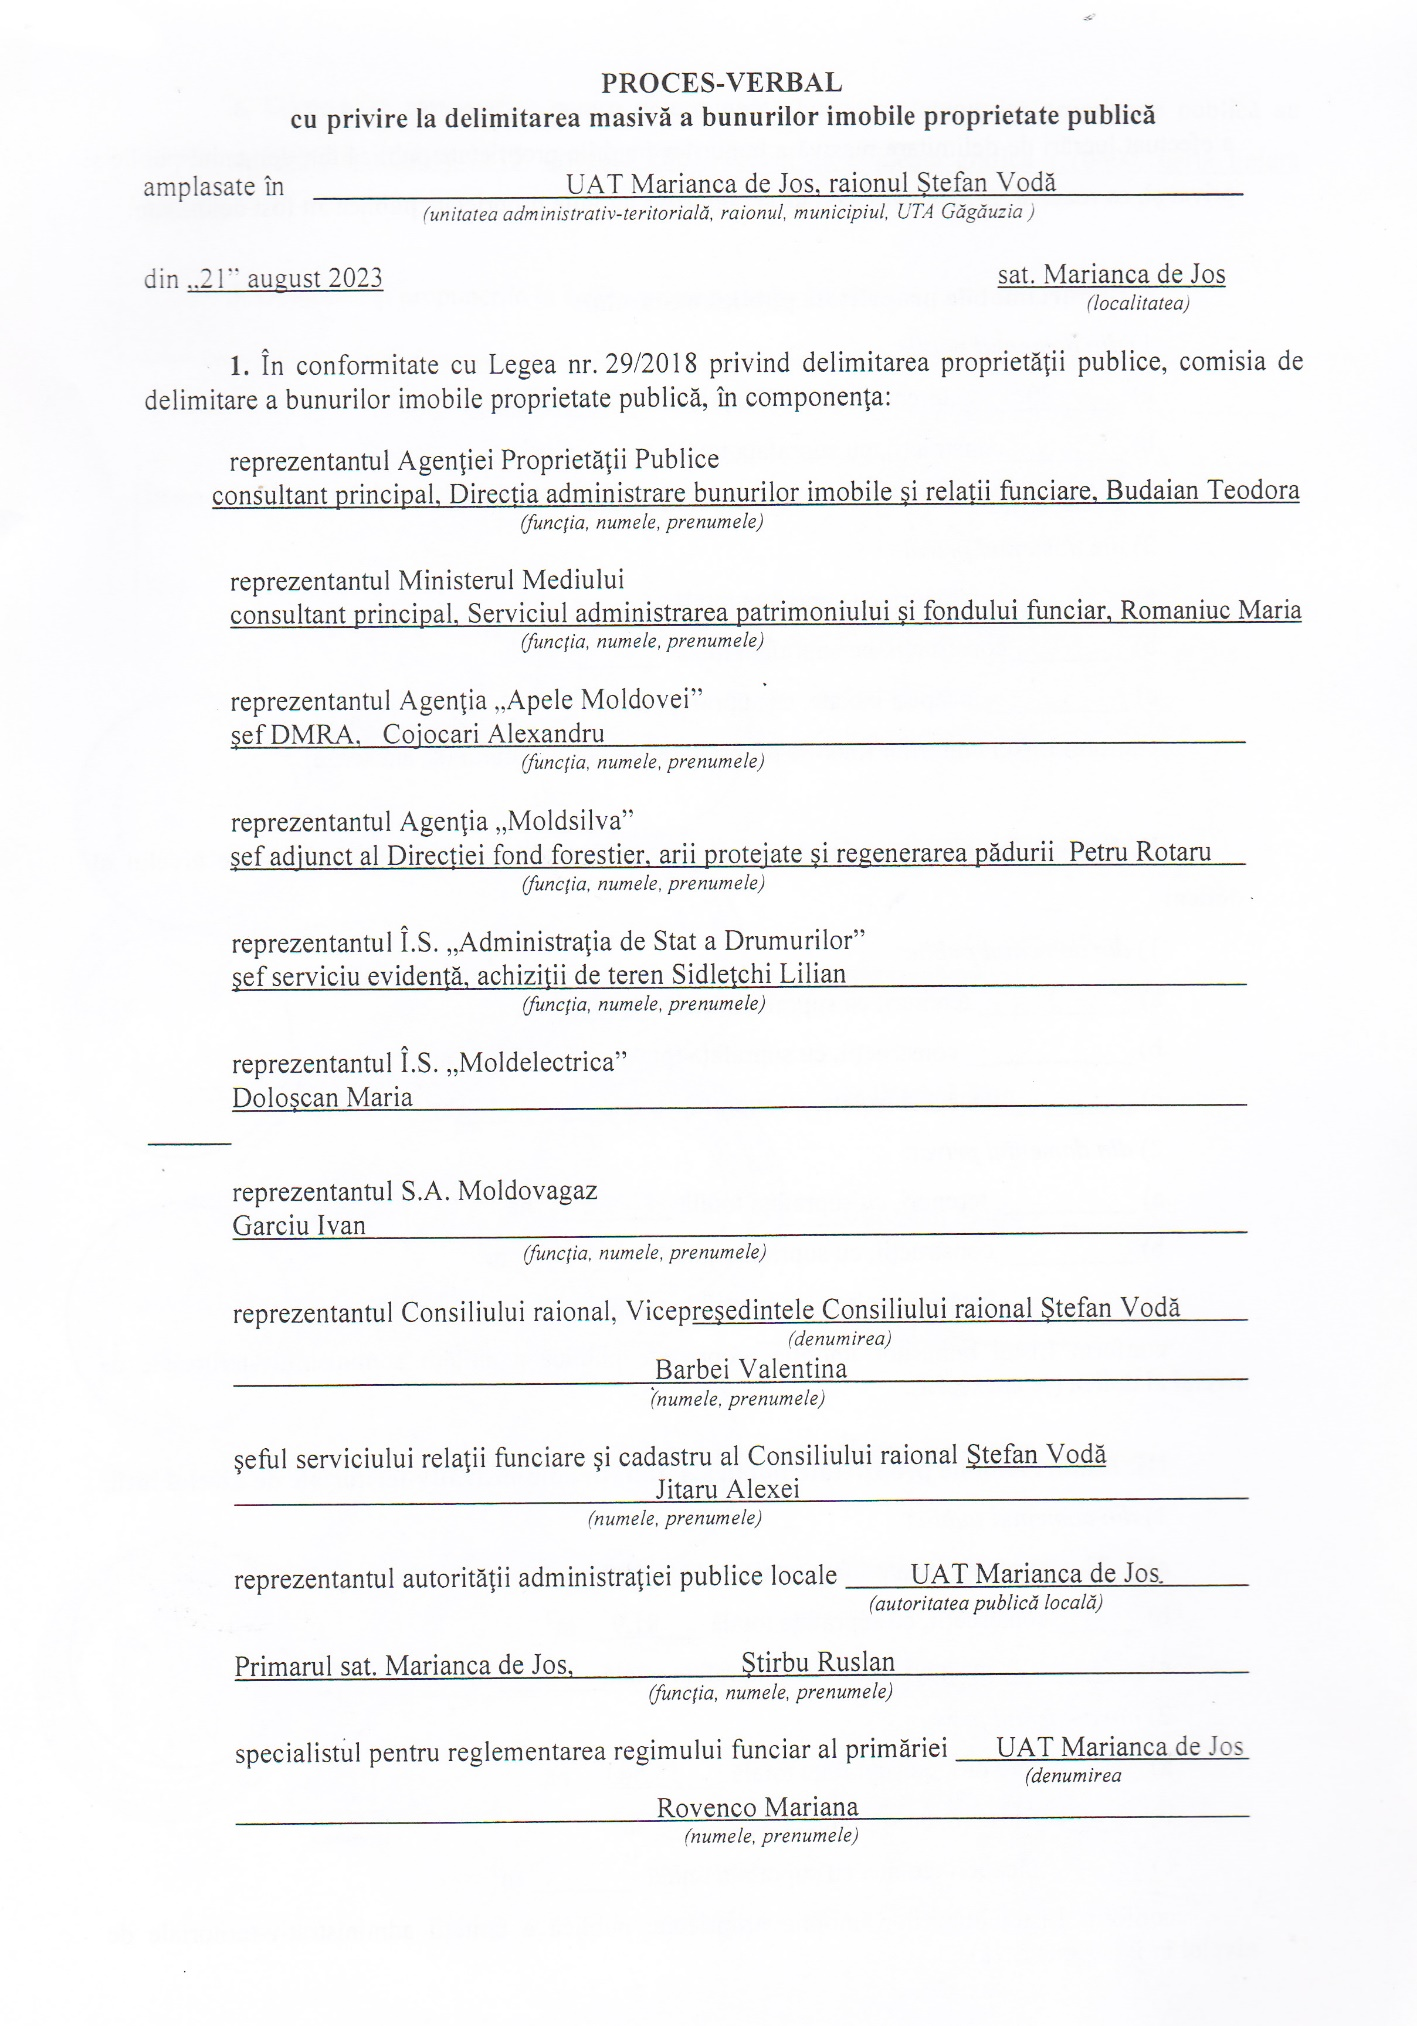 PROCES-VERBAL
cu privire la delimitarea masivă a bunurilor imobile proprietate publică
amplasate în UAT Marianca de Jos, raionul Ştefan Vodă
(unitatea administrativ-teritorială, raionul, municipiul, UTA Găgăuzia )
din „21” august 2023 sat. Marianca de Jos
(localitatea)
1. În conformitate cu Legea nr. 29/2018 privind delimitarea proprietăţii publice, comisia de
delimitare a bunurilor imobile proprietate publică, în componenţa:
reprezentantul Agenţiei Proprietăţii Publice
consultant principal, Direcţia administrare bunurilor imobile şi relaţii funciare, Budaian Teodora
(funcţia, numele, prenumele)
reprezentantul Ministerul Mediului
consultant principal, Serviciul administrarea patrimoniului şi fondului funciar, Romaniuc Maria
(funcţia, numele, prenumele)
reprezentantul Agenţia „Apele Moldovei”
şef DMRA, Cojocari Alexandru
(funcţia, numele, prenumele)
reprezentantul Agenţia „Moldsilva”
şef adjunct al Direcţiei fond forestier, arii protejate şi regenerarea pădurii Petru Rotaru
(funcţia, numele, prenumele)
reprezentantul Î.S. „Administraţia de Stat a Drumurilor”
şef serviciu evidenţă, achiziţii de teren Sidleţchi Lilian
(funcţia, numele, prenumele)
reprezentantul Î.S. „Moldelectrica”
Doloşcan Maria
reprezentantul S.A. Moldovagaz
Garciu Ivan
(funcţia, numele, prenumele)
reprezentantul Consiliului raional, Vicepreşedintele Consiliului raional Ştefan Vodă
(denumirea)
Barbei Valentina
(numele, prenumele)
şeful serviciului relaţii funciare şi cadastru al Consiliului raional Ştefan Vodă
Jitaru Alexei
(numele, prenumele)
reprezentantul autorităţii administraţiei publice locale UAT Marianca de Jos.
(autoritatea publică locală)
Primarul sat. Marianca de Jos, Ştirbu Ruslan
(funcţia, numele, prenumele)
specialistul pentru reglementarea regimului funciar al primăriei UAT Marianca de Jos
(denumirea
Rovenco Mariana
(numele, prenumele)